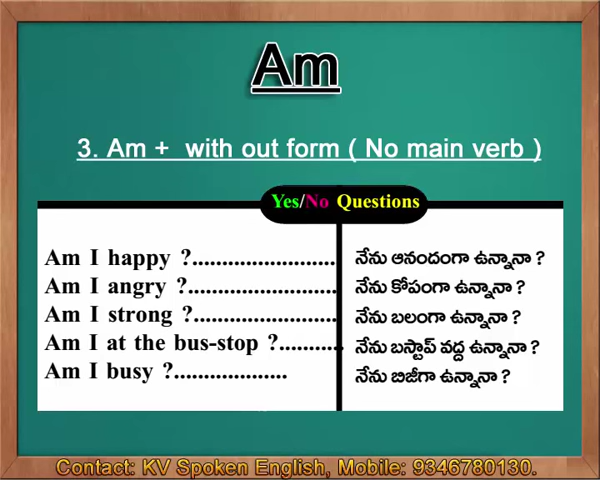 Am
3. Am + with out form ( No main verb )
Yes/No Questions
Am I happy ?.........................
Am I angry ?.........................
Am I strong ?........................
Am I at the bus-stop ?...........
Am I busy ?...................
నేను ఆనందంగా ఉన్నానా ?
నేను కోపంగా ఉన్నానా ?
నేను బలంగా ఉన్నానా ?
నేను బస్టాప్ వద్ద ఉన్నానా ?
నేను బిజీగా ఉన్నానా ?
Contact: KV Spoken English, Mobile: 9346780130.